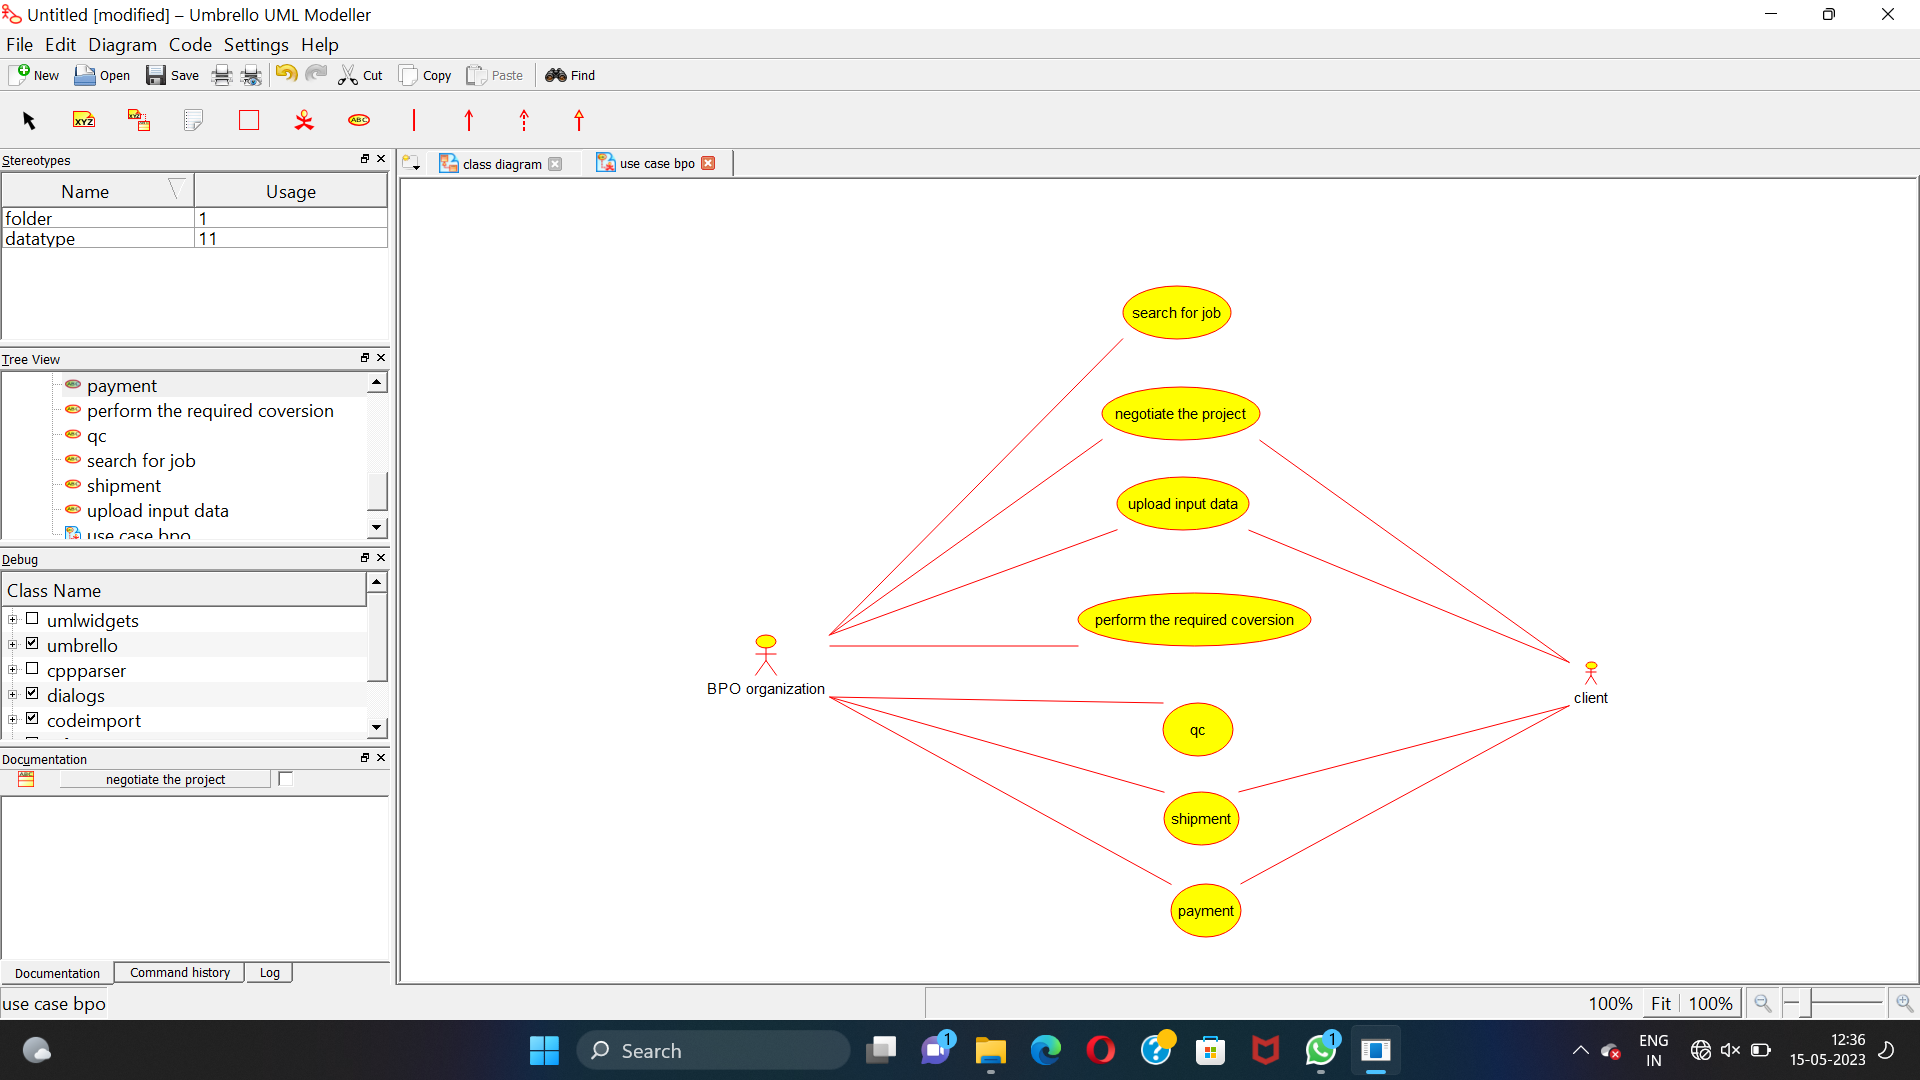 Untitled [modified] – Umbrello UML Modeller
File Edit Diagram Code Settings Help
New Open Save Cut Copy Paste Find
XYZ XYZ ABC
Stereotypes
Name Usage
folder 1
datatype 11
Tree View
payment
perform the required coversion
qc
search for job
shipment
upload input data
use case bpo
Debug
Class Name
umlwidgets
umbrello
cppparser
dialogs
codeimport
Documentation
negotiate the project
Documentation Command history Log
class diagram use case bpo
search for job
negotiate the project
upload input data
perform the required coversion
BPO organization
client
qc
shipment
payment
use case bpo
100% Fit 100%
Search
1
1
ENG
IN
12:36
15-05-2023